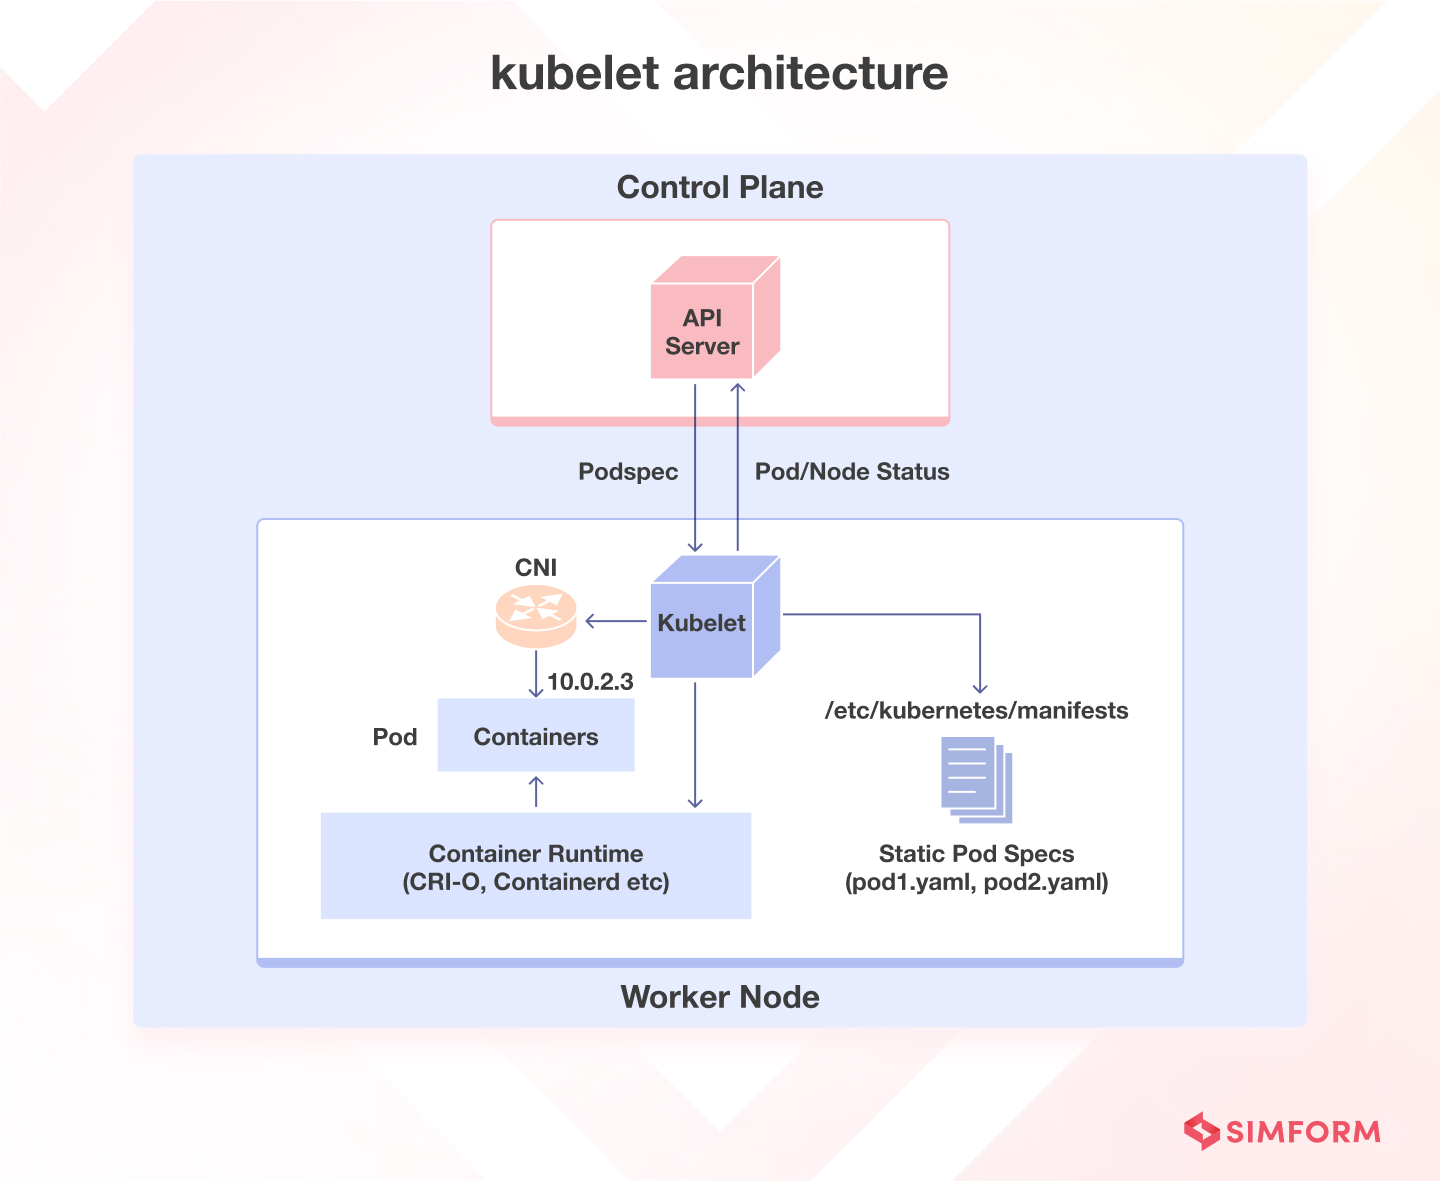 kubelet architecture
Control Plane
API
Server
Podspec
Pod/Node Status
CNI
Kubelet
10.0.2.3
/etc/kubernetes/manifests
Pod
Containers
Container Runtime
(CRI-O, Containerd etc)
Static Pod Specs
(pod1.yaml, pod2.yaml)
Worker Node
SIMFORM